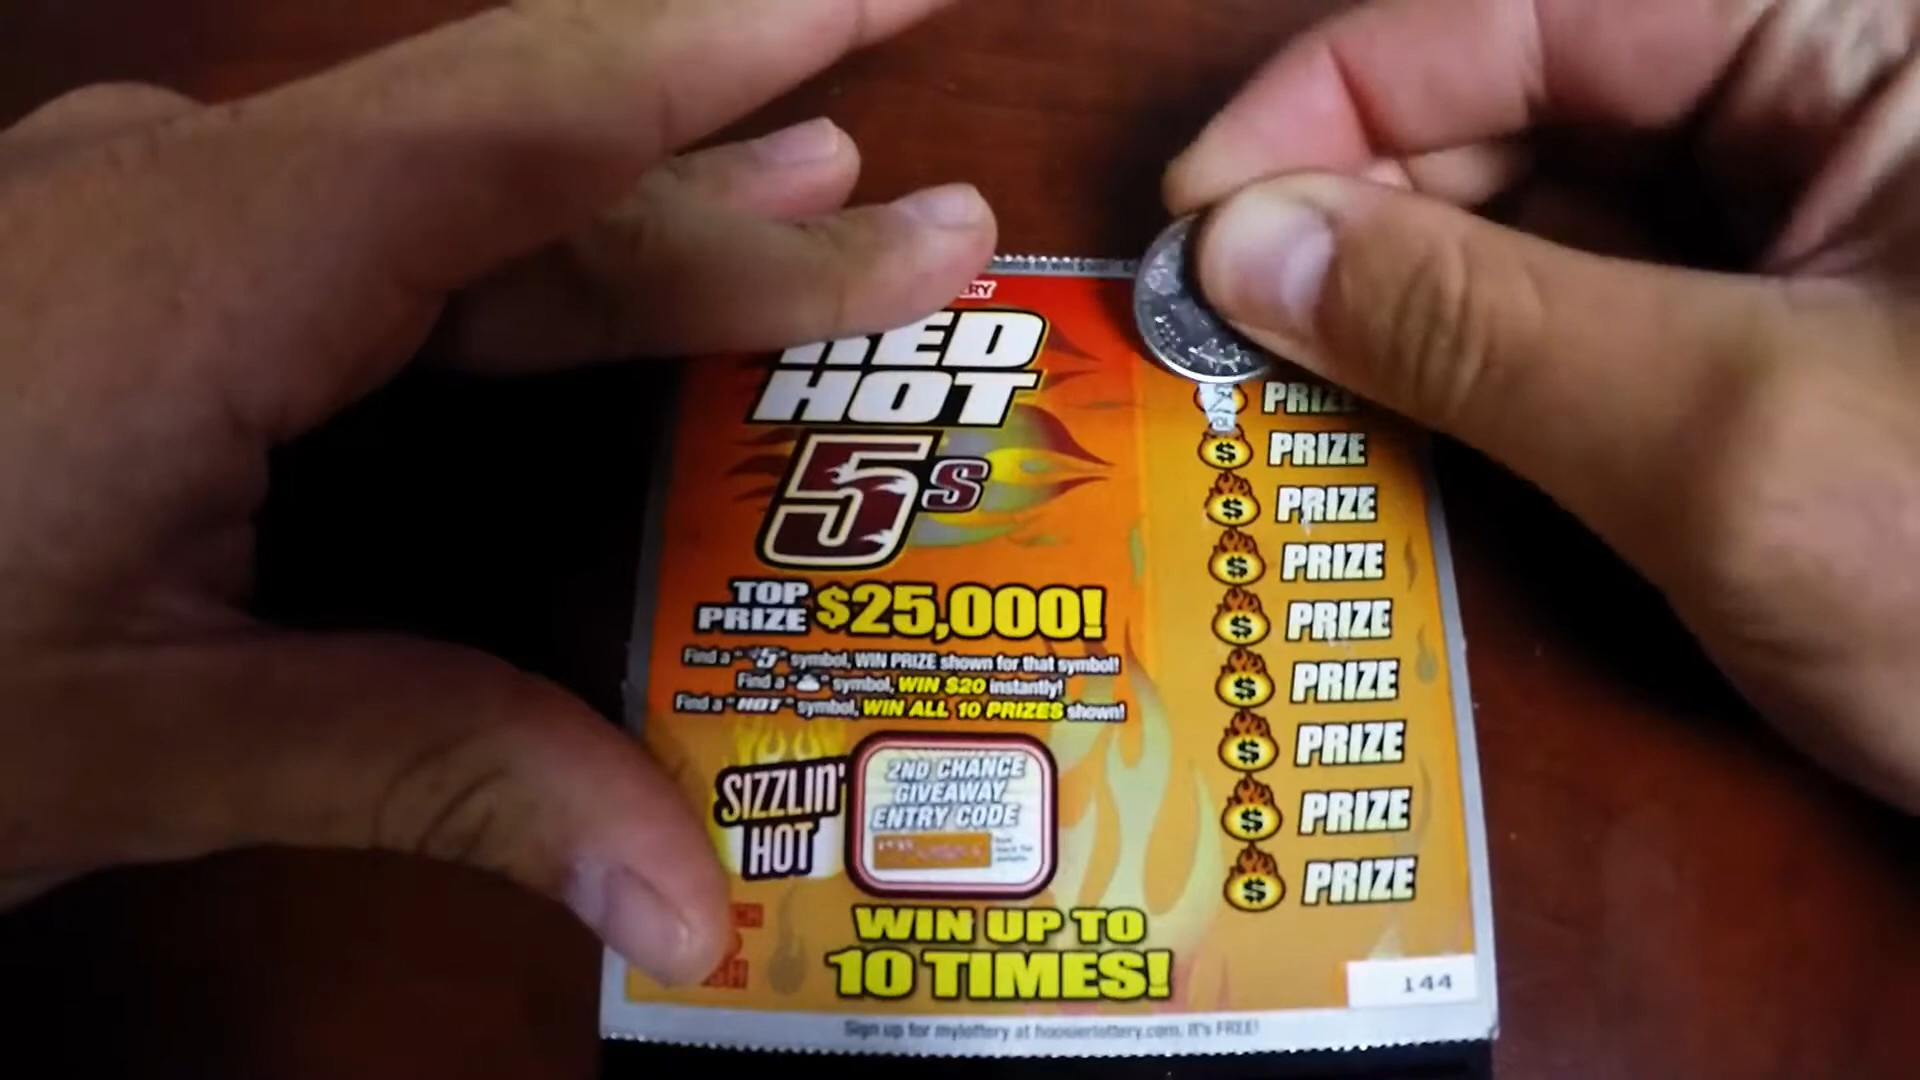 RED
HOT
5s
TOP
PRIZE $25,000!
Find a "5" symbol, WIN PRIZE shown for that symbol!
Find a " " symbol, WIN $20 instantly!
Find a "HOT" symbol, WIN ALL 10 PRIZES shown!
SIZZLIN'
HOT
2ND CHANCE
GIVEAWAY
ENTRY CODE
WIN UP TO
10 TIMES!
$ PRIZE
$ PRIZE
$ PRIZE
$ PRIZE
$ PRIZE
$ PRIZE
$ PRIZE
$ PRIZE
PRIZE
144
Sign up for mylottery at hoosierlottery.com. It's FREE!